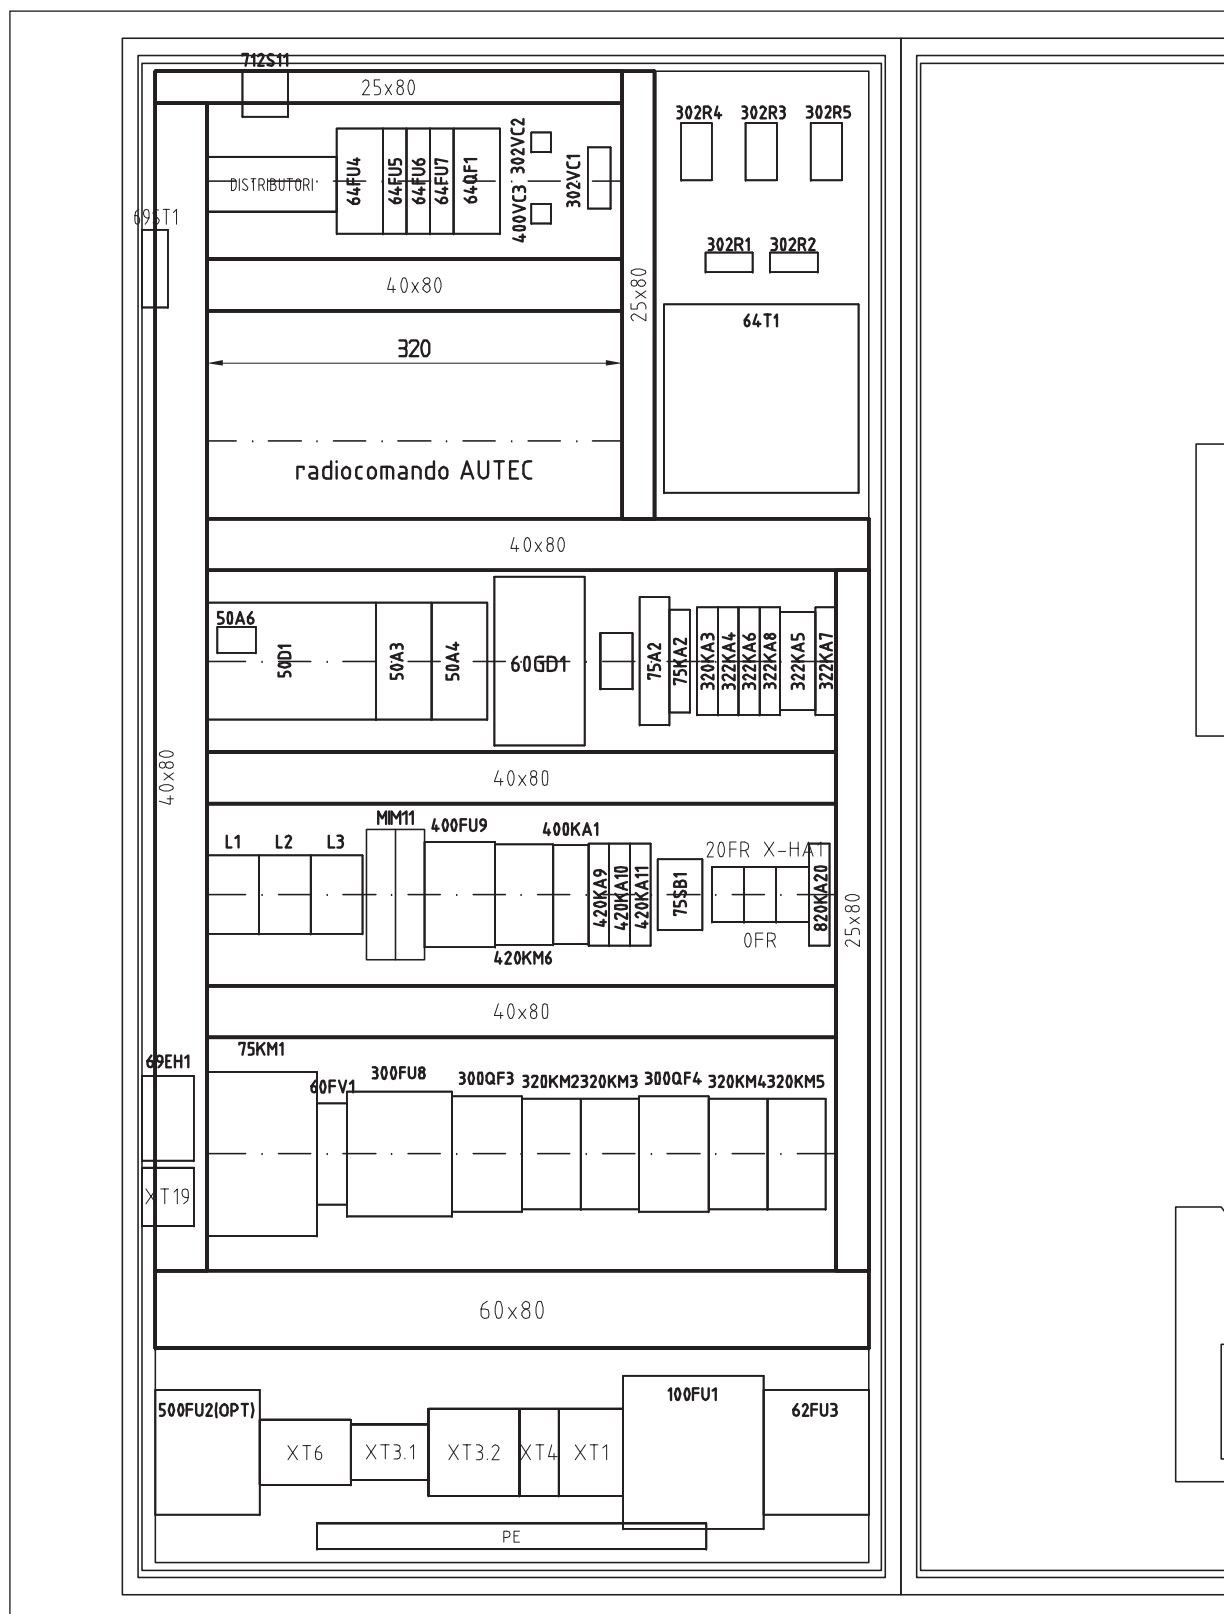 712S11
25x80
302R4
302R3
302R5
DISTRIBUTORI
64FU4
64FU5
64FU6
64FU7
64QF1
302VC2
400VC3
302VC1
69ST1
302R1
302R2
40x80
25x80
64T1
320
radiocomando AUTEC
40x80
50A6
50D1
50A3
50A4
60GD1
75A2
75KA2
320KA3
322KA4
322KA6
322KA8
322KA5
322KA7
40x80
40x80
L1
L2
L3
MIM11
400FU9
400KA1
420KM6
420KA9
420KA10
420KA11
75SB1
20FR X-HA1
0FR
820KA20
25x80
40x80
69EH1
75KM1
60FV1
300FU8
300QF3
320KM2
320KM3
300QF4
320KM4
320KM5
XT19
60x80
500FU2(OPT)
XT6
XT3.1
XT3.2
XT4
XT1
100FU1
62FU3
PE